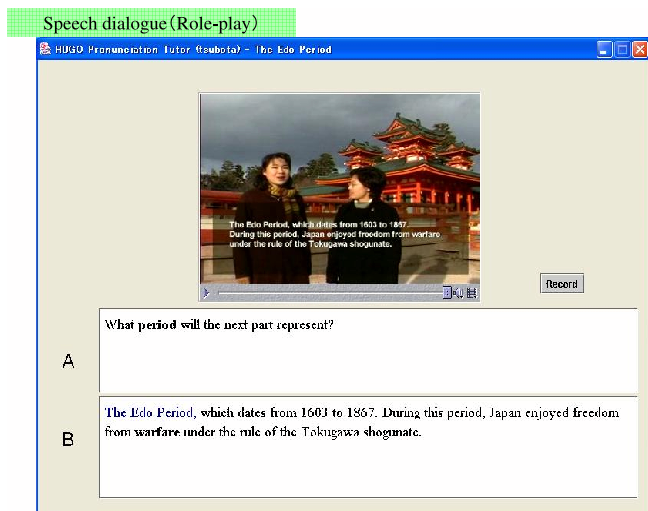 Speech dialogue(Role-play)
HUGO Pronunciation Tutor (tsubota) - The Edo Period
The Edo Period, which dates from 1603 to 1867.
During this period, Japan enjoyed freedom from warfare
under the rule of the Tokugawa shogunate.
Record
What period will the next part represent?
A
The Edo Period, which dates from 1603 to 1867. During this period, Japan enjoyed freedom
from warfare under the rule of the Tokugawa shogunate.
B